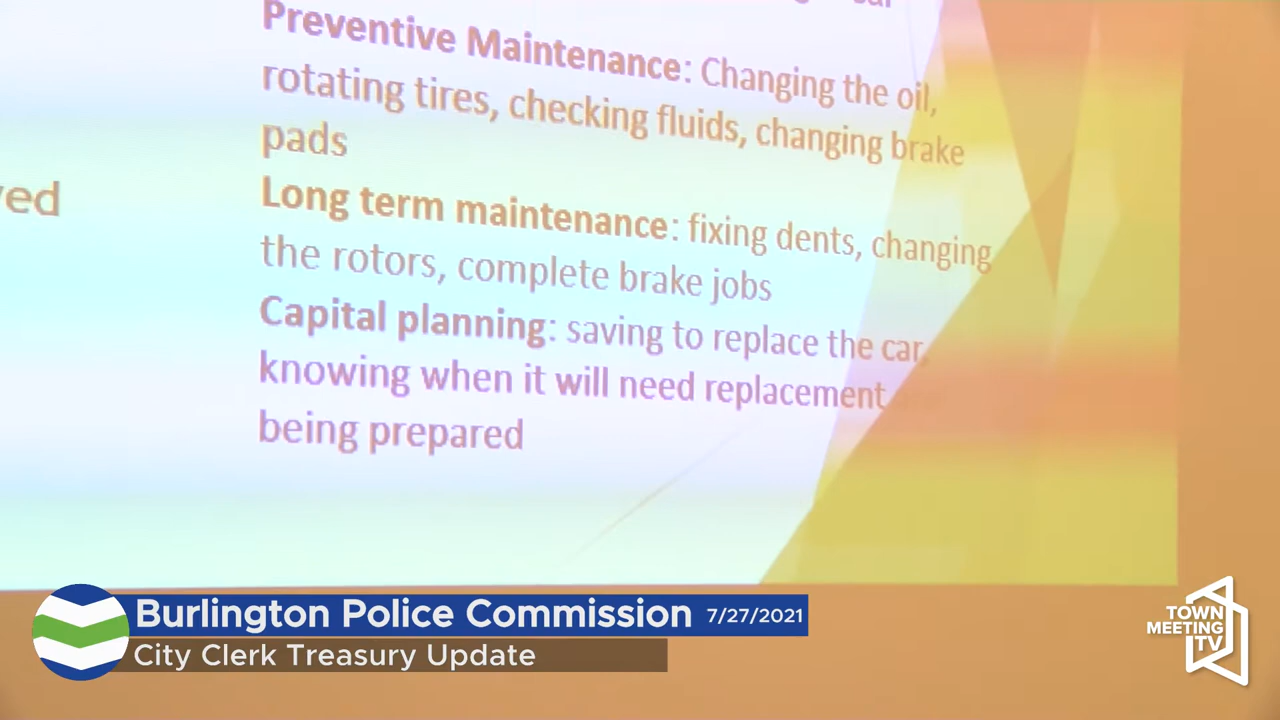 Preventive Maintenance: Changing the oil,
rotating tires, checking fluids, changing brake
pads
Long term maintenance: fixing dents, changing
the rotors, complete brake jobs
Capital planning: saving to replace the car,
knowing when it will need replacement
being prepared
Burlington Police Commission 7/27/2021
City Clerk Treasury Update
TOWN
MEETING
TV